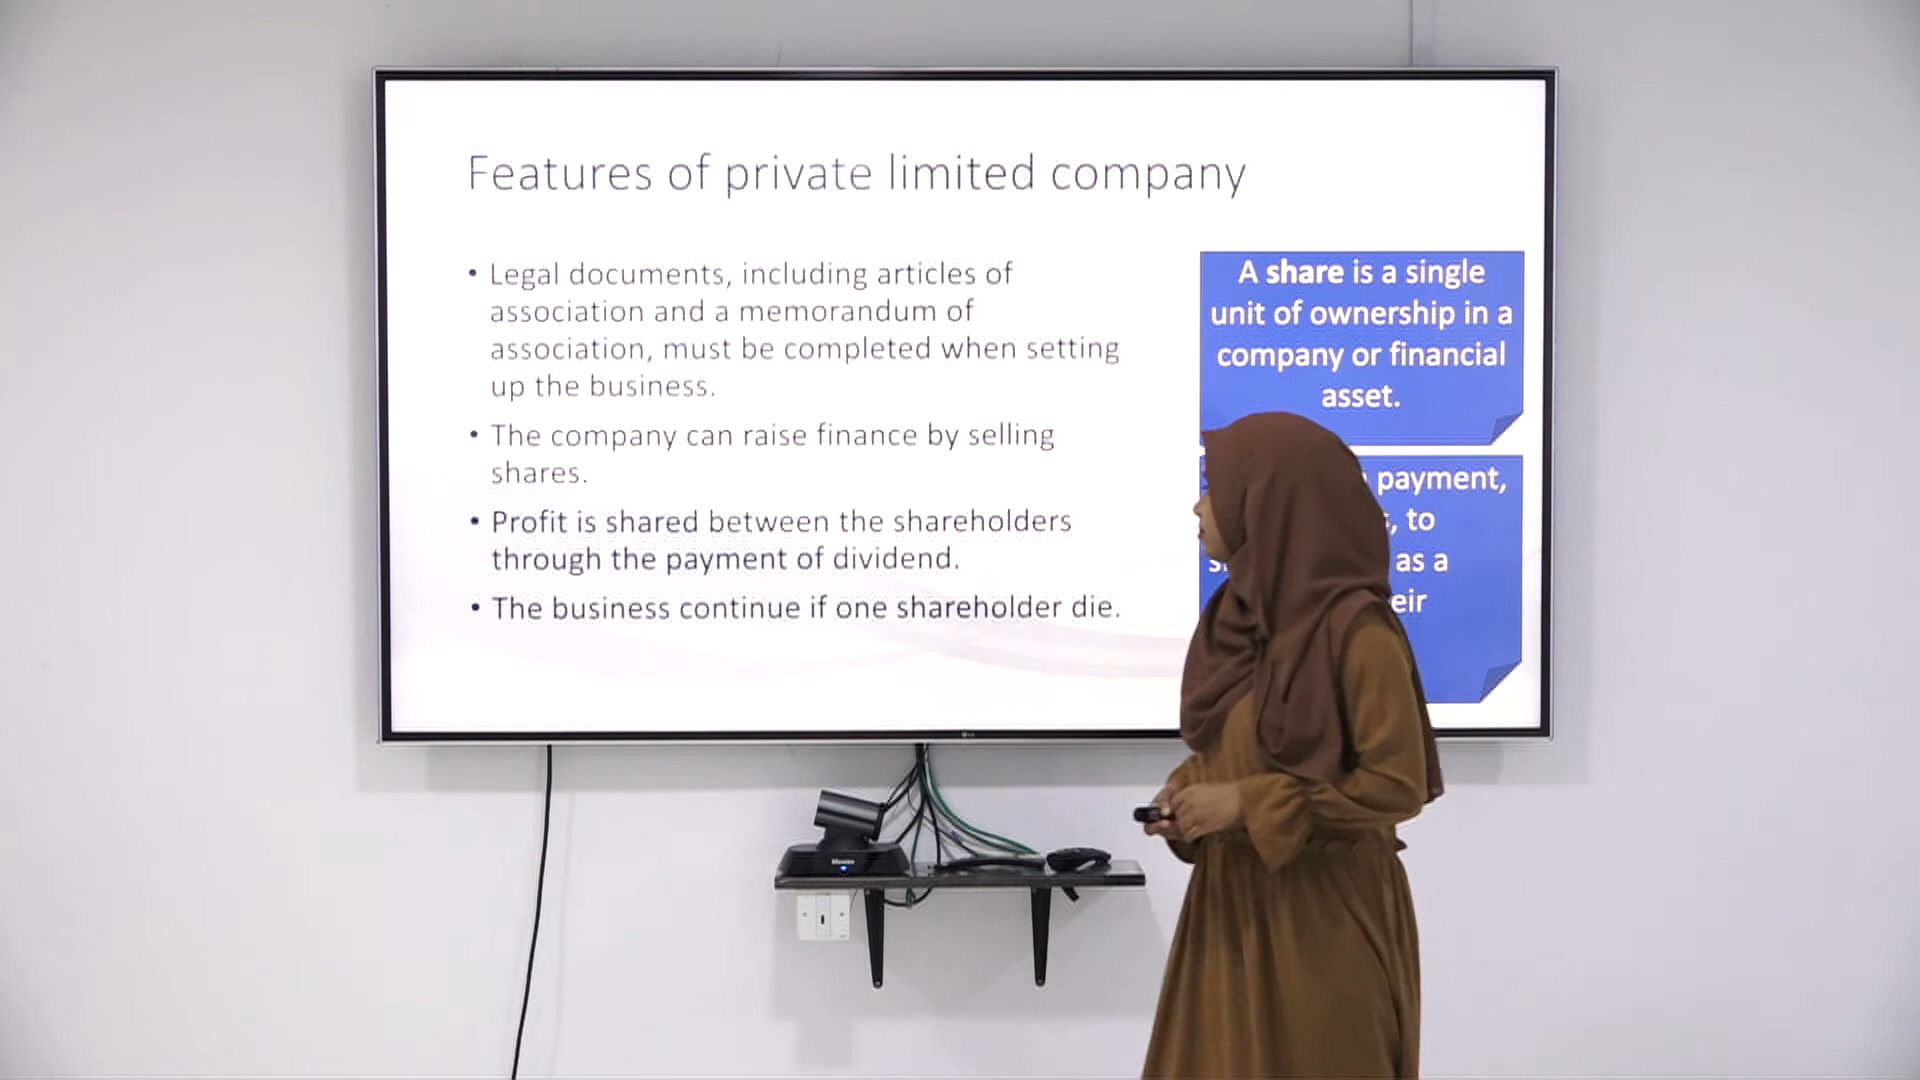 Features of private limited company
• Legal documents, including articles of
association and a memorandum of
association, must be completed when setting
up the business.
• The company can raise finance by selling
shares.
• Profit is shared between the shareholders
through the payment of dividend.
• The business continue if one shareholder die.
A share is a single
unit of ownership in a
company or financial
asset.
payment,
, to
as a